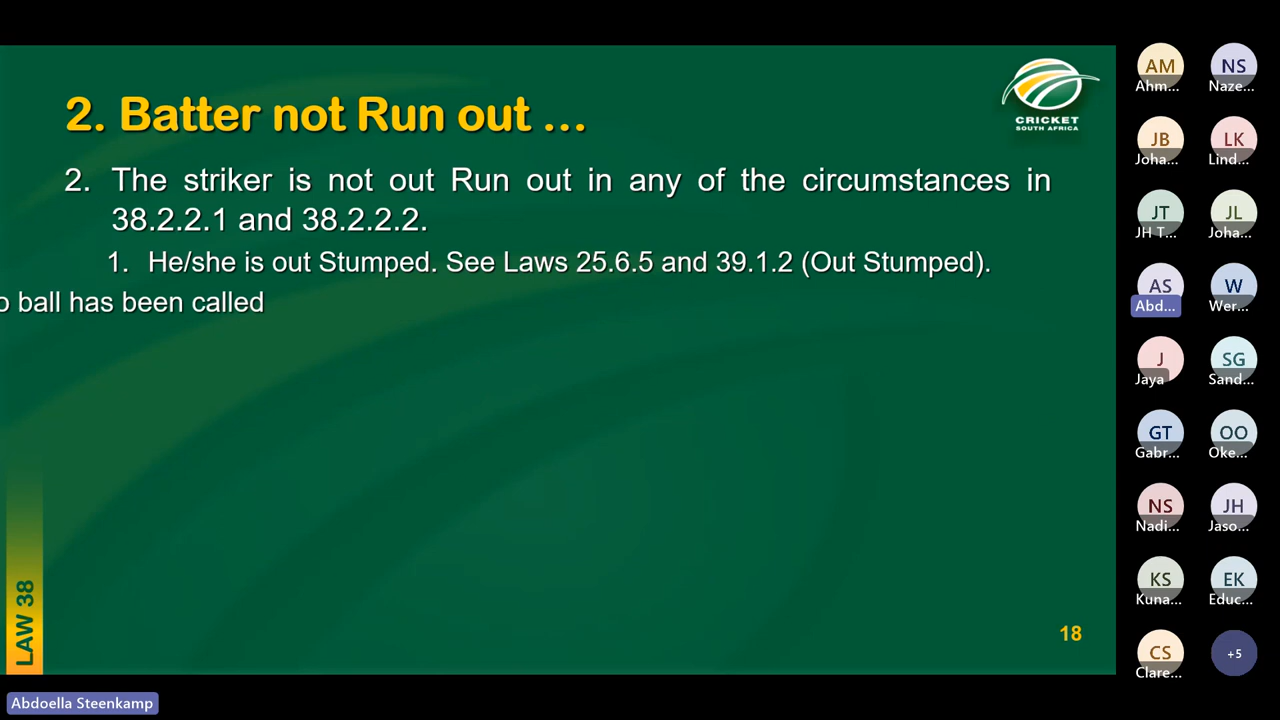 2. Batter not Run out ...
CRICKET
SOUTH AFRICA
2. The striker is not out Run out in any of the circumstances in
38.2.2.1 and 38.2.2.2.
1. He/she is out Stumped. See Laws 25.6.5 and 39.1.2 (Out Stumped).
o ball has been called
LAW 38
18
Abdoella Steenkamp
AM
Ahm...
NS
Naze...
JB
Joha...
LK
Lind...
JT
JH T...
JL
Joha...
AS
Abd...
W
Wer...
J
Jaya
SG
Sand...
GT
Gabr...
OO
Oke...
NS
Nadi...
JH
Jaso...
KS
Kuna...
EK
Educ...
CS
Clare...
+5